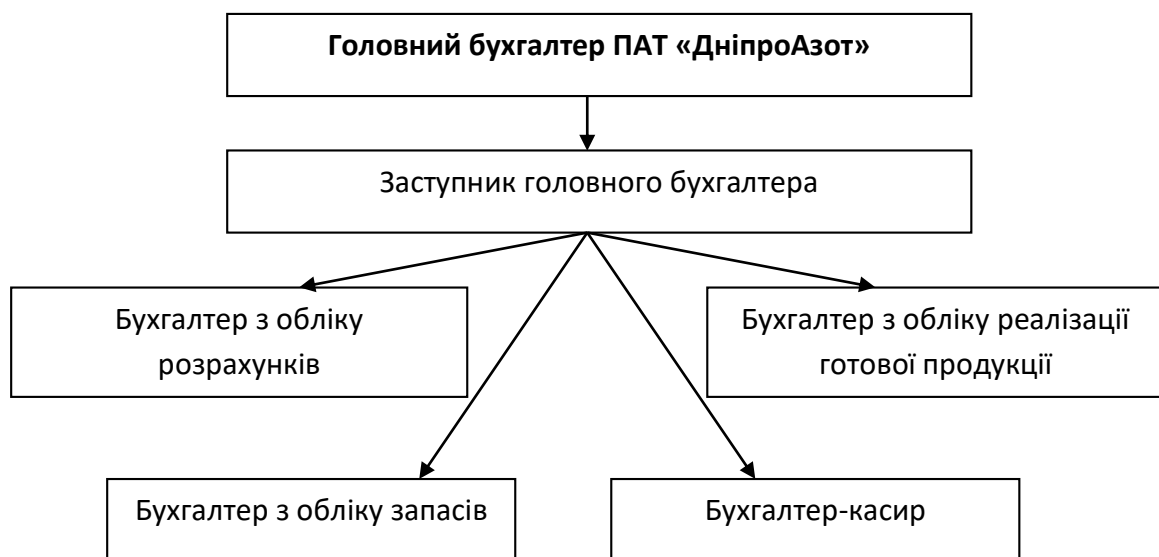 Головний бухгалтер ПАТ «ДніпроАзот»
Заступник головного бухгалтера
Бухгалтер з обліку
розрахунків
Бухгалтер з обліку реалізації
готової продукції
Бухгалтер з обліку запасів
Бухгалтер-касир